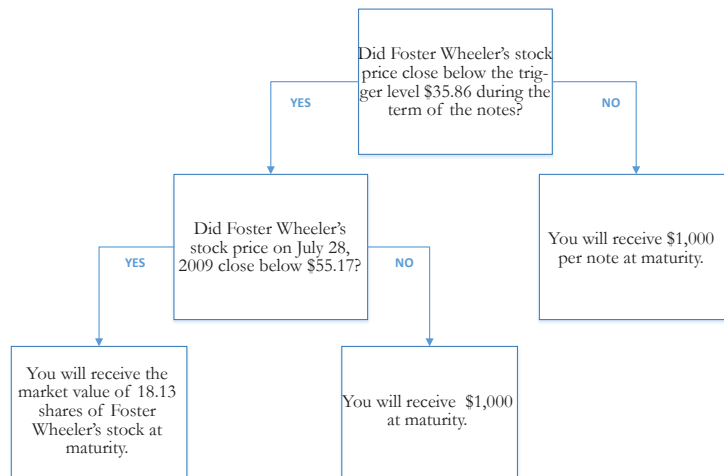 Did Foster Wheeler's stock
price close below the trig-
ger level $35.86 during the
term of the notes?
YES
NO
Did Foster Wheeler's
stock price on July 28,
2009 close below $55.17?
You will receive $1,000
per note at maturity.
YES
NO
You will receive the
market value of 18.13
shares of Foster
Wheeler's stock at
maturity.
You will receive $1,000
at maturity.